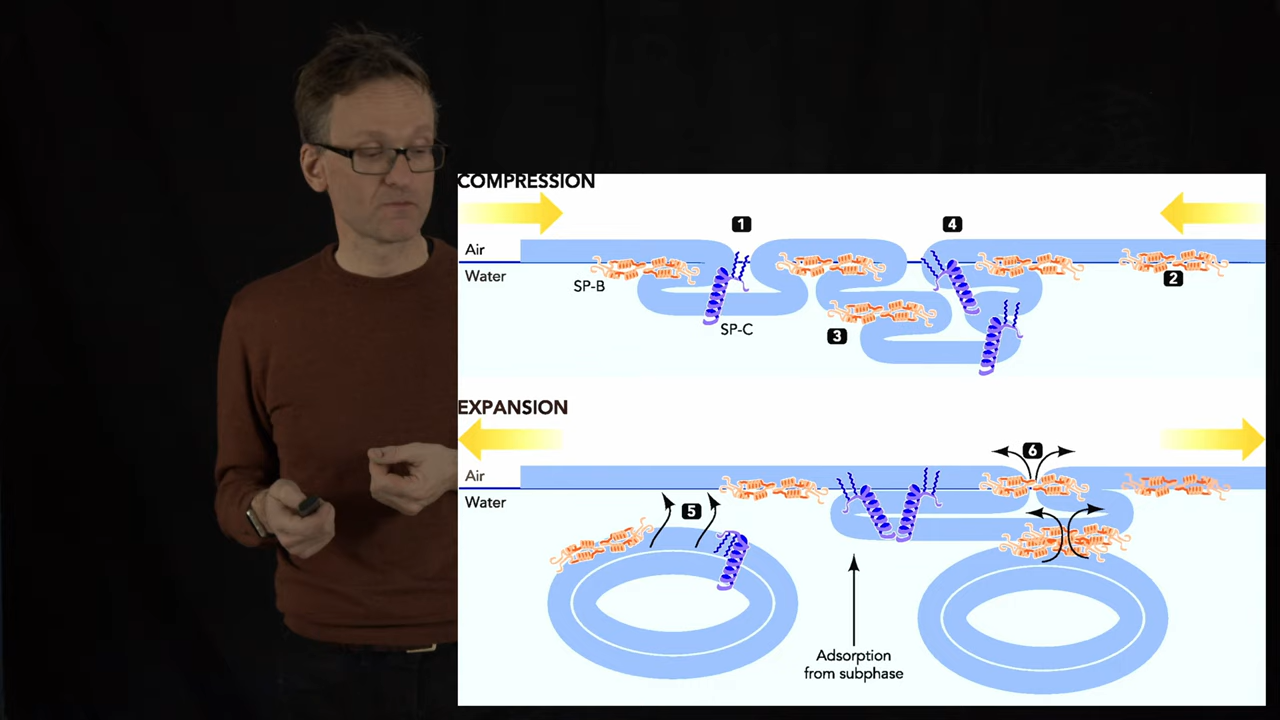 COMPRESSION
1
4
Air
Water
SP-B
2
SP-C
3
EXPANSION
6
Air
Water
5
Adsorption
from subphase